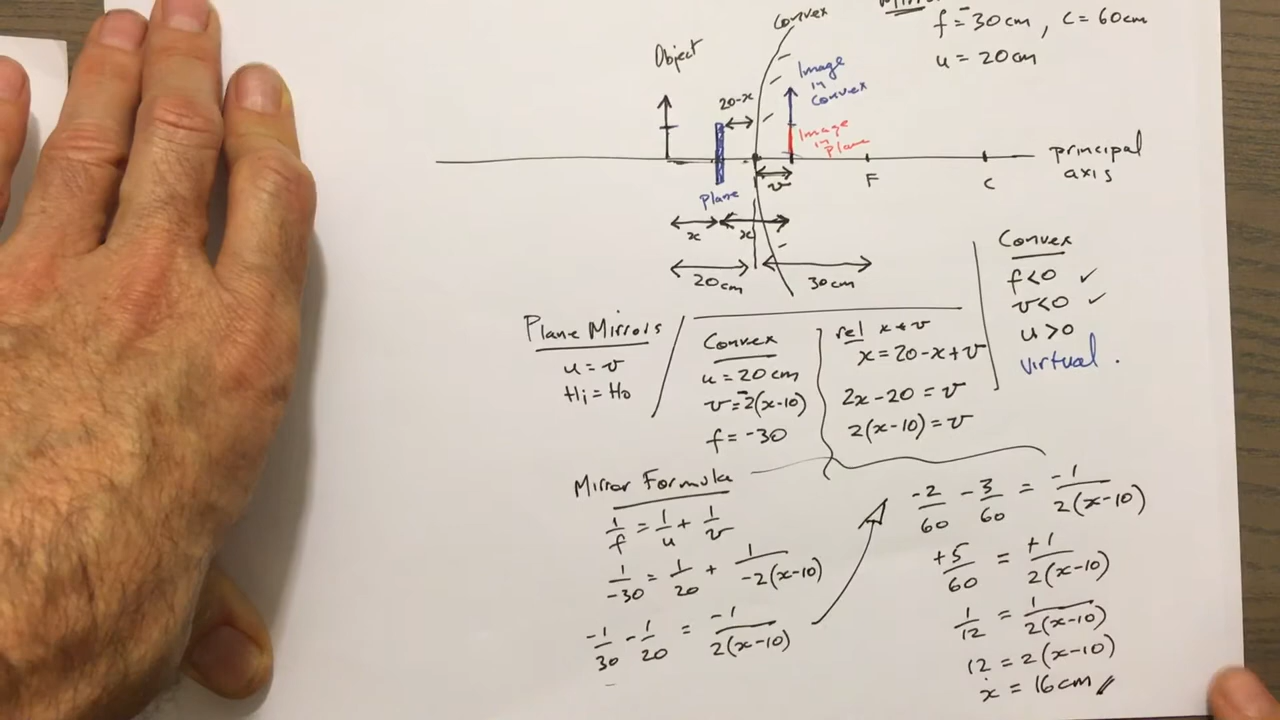 Convex
f = 30cm, C = 60cm
u = 20cm
Object
Image
in
Convex
20-x
Image
in
Plane
principal
axis
v
F
C
Plane
x
x
20cm
30cm
Convex
f<0 ✓
v<0 ✓
u>0
virtual.
Plane Mirrors
u = v
Hi = Ho
Convex
u = 20cm
v = -2(x-10)
f = -30
rel x + v
x = 20-x+v
2x-20 = v
2(x-10) = v
Mirror Formula
1/f = 1/u + 1/v
1/-30 = 1/20 + 1/-2(x-10)
-1/30 - 1/20 = -1/2(x-10)
-2/60 - 3/60 = -1/2(x-10)
+5/60 = +1/2(x-10)
1/12 = 1/2(x-10)
12 = 2(x-10)
x = 16cm //